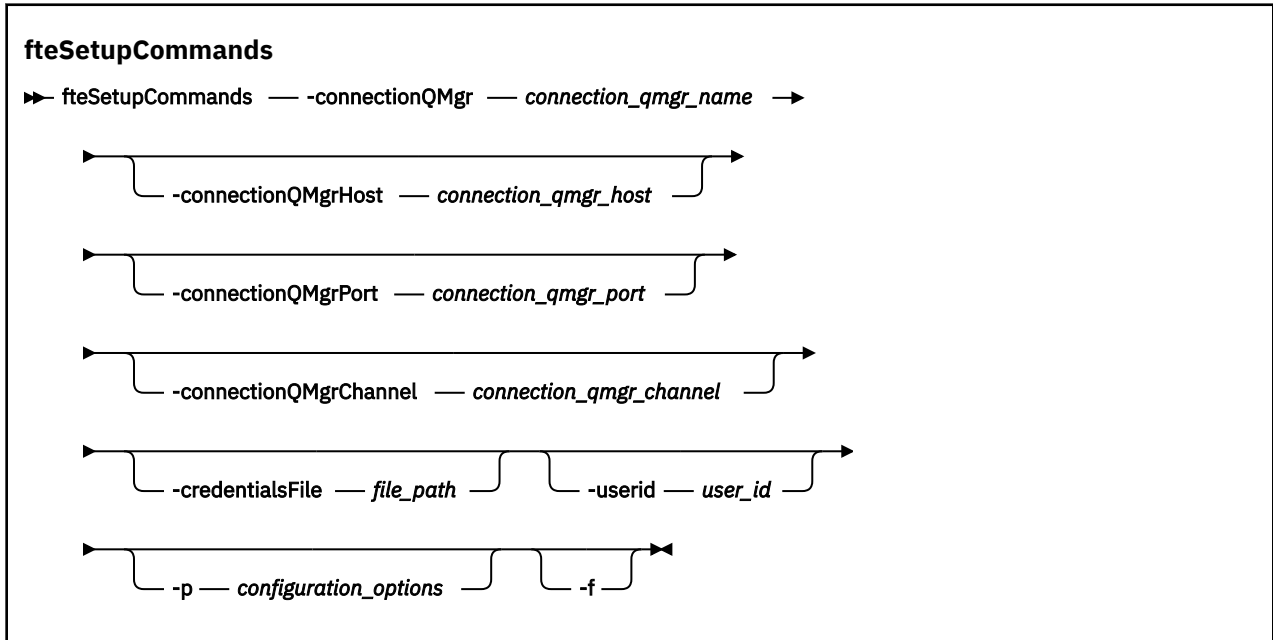 fteSetupCommands
fteSetupCommands -connectionQMgr connection_qmgr_name
-connectionQMgrHost connection_qmgr_host
-connectionQMgrPort connection_qmgr_port
-connectionQMgrChannel connection_qmgr_channel
-credentialsFile file_path -userid user_id
-p configuration_options -f